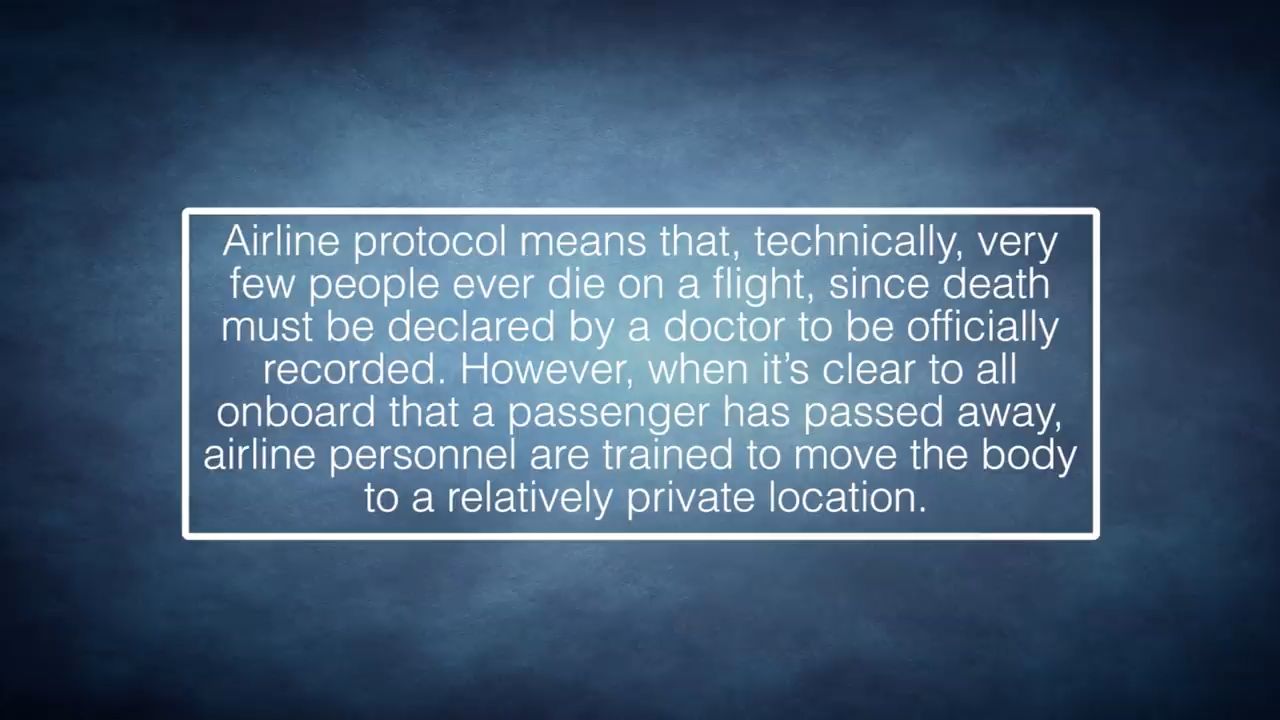 Airline protocol means that, technically, very
few people ever die on a flight, since death
must be declared by a doctor to be officially
recorded. However, when it’s clear to all
onboard that a passenger has passed away,
airline personnel are trained to move the body
to a relatively private location.